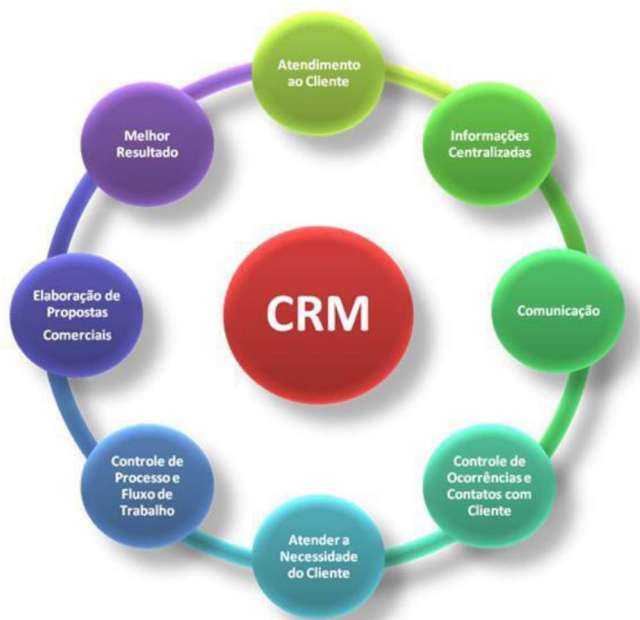 Atendimento
ao Cliente
Informações
Centralizadas
Comunicação
Controle de
Ocorrências e
Contatos com
Cliente
Atender a
Necessidade
do Cliente
Controle de
Processo e
Fluxo de
Trabalho
Elaboração de
Propostas
Comerciais
Melhor
Resultado
CRM